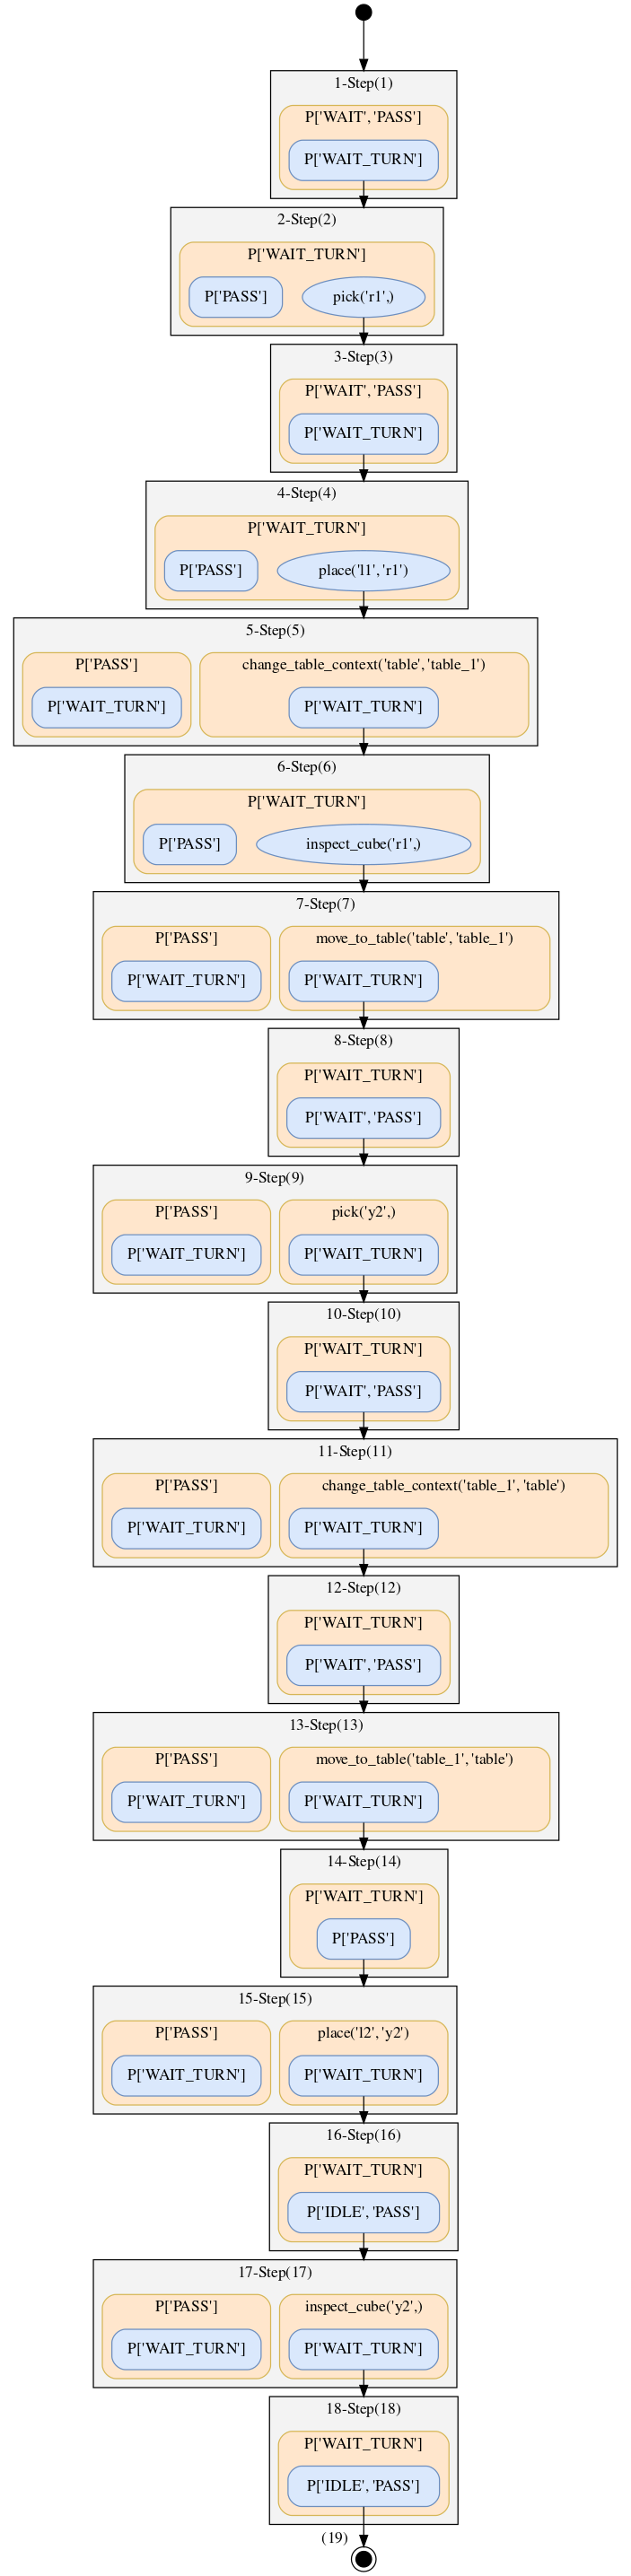 1-Step(1)
P['WAIT', 'PASS']
P['WAIT_TURN']
2-Step(2)
P['WAIT_TURN']
P['PASS'] pick('r1',)
3-Step(3)
P['WAIT', 'PASS']
P['WAIT_TURN']
4-Step(4)
P['WAIT_TURN']
P['PASS'] place('l1', 'r1')
5-Step(5)
P['PASS'] change_table_context('table', 'table_1')
P['WAIT_TURN'] P['WAIT_TURN']
6-Step(6)
P['WAIT_TURN']
P['PASS'] inspect_cube('r1',)
7-Step(7)
P['PASS'] move_to_table('table', 'table_1')
P['WAIT_TURN'] P['WAIT_TURN']
8-Step(8)
P['WAIT_TURN']
P['WAIT', 'PASS']
9-Step(9)
P['PASS'] pick('y2',)
P['WAIT_TURN'] P['WAIT_TURN']
10-Step(10)
P['WAIT_TURN']
P['WAIT', 'PASS']
11-Step(11)
P['PASS'] change_table_context('table_1', 'table')
P['WAIT_TURN'] P['WAIT_TURN']
12-Step(12)
P['WAIT_TURN']
P['WAIT', 'PASS']
13-Step(13)
P['PASS'] move_to_table('table_1', 'table')
P['WAIT_TURN'] P['WAIT_TURN']
14-Step(14)
P['WAIT_TURN']
P['PASS']
15-Step(15)
P['PASS'] place('l2', 'y2')
P['WAIT_TURN'] P['WAIT_TURN']
16-Step(16)
P['WAIT_TURN']
P['IDLE', 'PASS']
17-Step(17)
P['PASS'] inspect_cube('y2',)
P['WAIT_TURN'] P['WAIT_TURN']
18-Step(18)
P['WAIT_TURN']
P['IDLE', 'PASS']
(19)